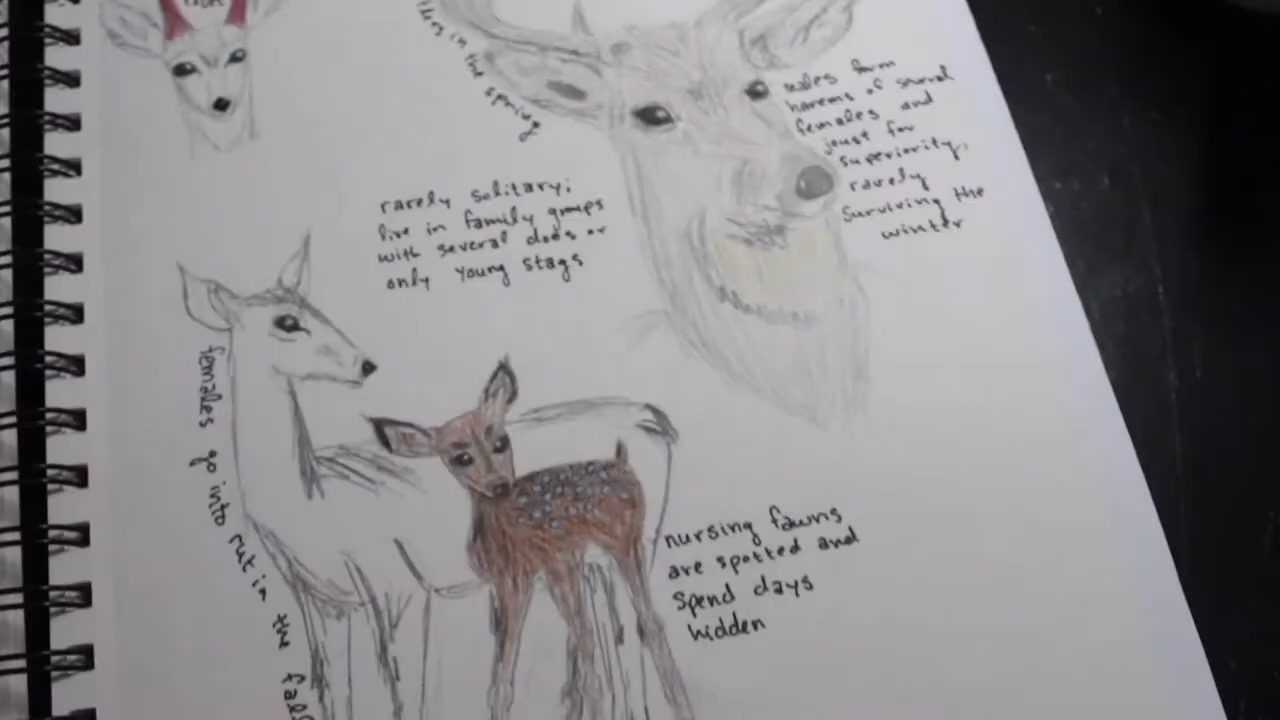 in the spring
males form
harems of several
females and
joust for
superiority,
rarely
surviving the
winter
rarely solitary;
live in family groups
with several does or
only young stags
females go into rut in the fall
nursing fawns
are spotted and
spend days
hidden